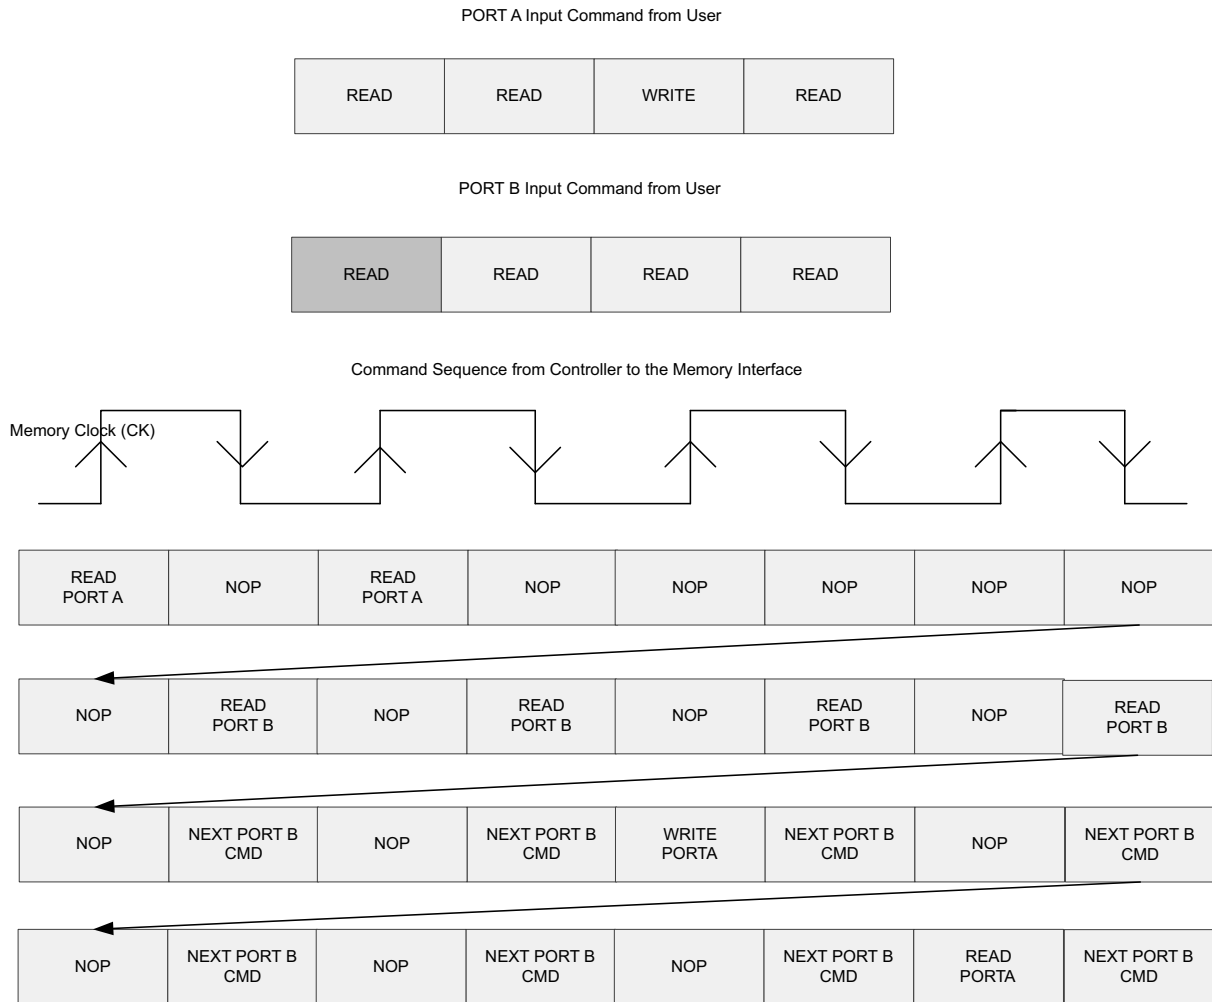 PORT A Input Command from User
READ
READ
WRITE
READ
PORT B Input Command from User
READ
READ
READ
READ
Command Sequence from Controller to the Memory Interface
Memory Clock (CK)
READ
PORT A
NOP
READ
PORT A
NOP
NOP
NOP
NOP
NOP
NOP
READ
PORT B
NOP
READ
PORT B
NOP
READ
PORT B
NOP
READ
PORT B
NOP
NEXT PORT B
CMD
NOP
NEXT PORT B
CMD
WRITE
PORTA
NEXT PORT B
CMD
NOP
NEXT PORT B
CMD
NOP
NEXT PORT B
CMD
NOP
NEXT PORT B
CMD
NOP
NEXT PORT B
CMD
READ
PORTA
NEXT PORT B
CMD